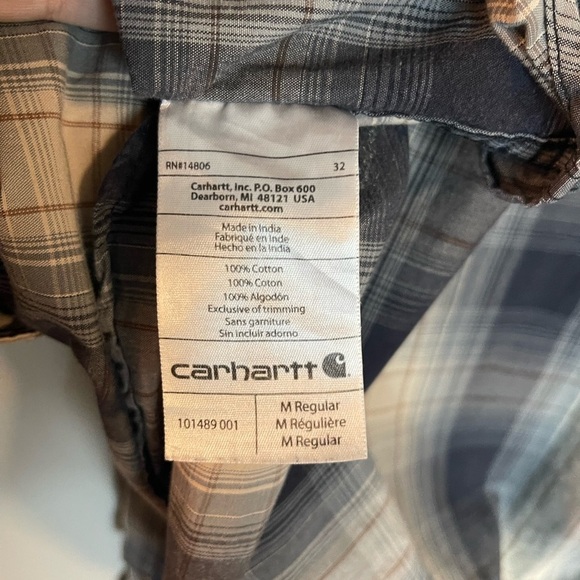 RN#14806 32
Carhartt, Inc. P.O. Box 600
Dearborn, MI 48121 USA
carhartt.com
Made in India
Fabriqué en Inde
Hecho en la India
100% Cotton
100% Coton
100% Algodón
Exclusive of trimming
Sans garniture
Sin incluir adorno
carhartt
101489 001
M Regular
M Régulière
M Regular